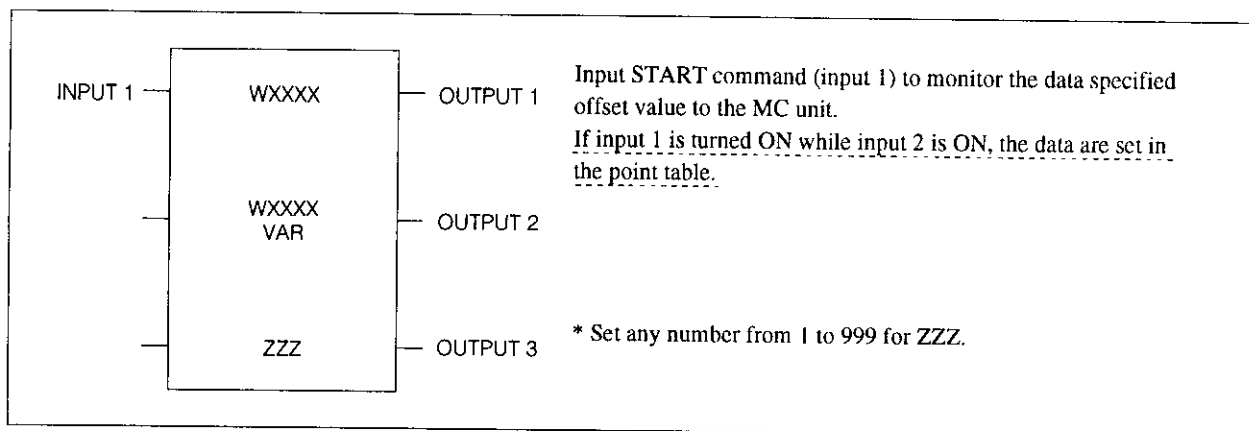 INPUT 1
WXXXX
OUTPUT 1
WXXXX
VAR
OUTPUT 2
ZZZ
OUTPUT 3
Input START command (input 1) to monitor the data specified
offset value to the MC unit.
If input 1 is turned ON while input 2 is ON, the data are set in
the point table.
* Set any number from 1 to 999 for ZZZ.